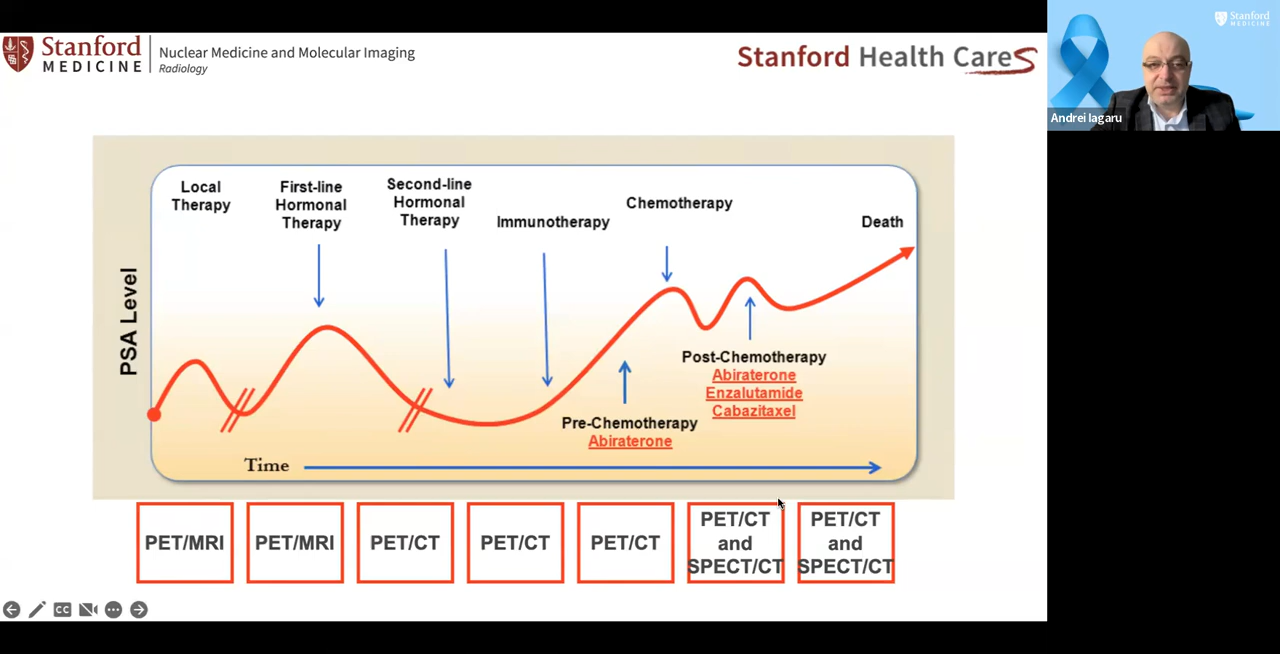 Stanford
MEDICINE
Nuclear Medicine and Molecular Imaging
Radiology
Stanford Health Care
Stanford
MEDICINE
Andrei Iagaru
Local
Therapy
First-line
Hormonal
Therapy
Second-line
Hormonal
Therapy
Immunotherapy
Chemotherapy
Death
PSA Level
Post-Chemotherapy
Abiraterone
Enzalutamide
Cabazitaxel
Pre-Chemotherapy
Abiraterone
Time
PET/MRI
PET/MRI
PET/CT
PET/CT
PET/CT
PET/CT
and
SPECT/CT
PET/CT
and
SPECT/CT
CC